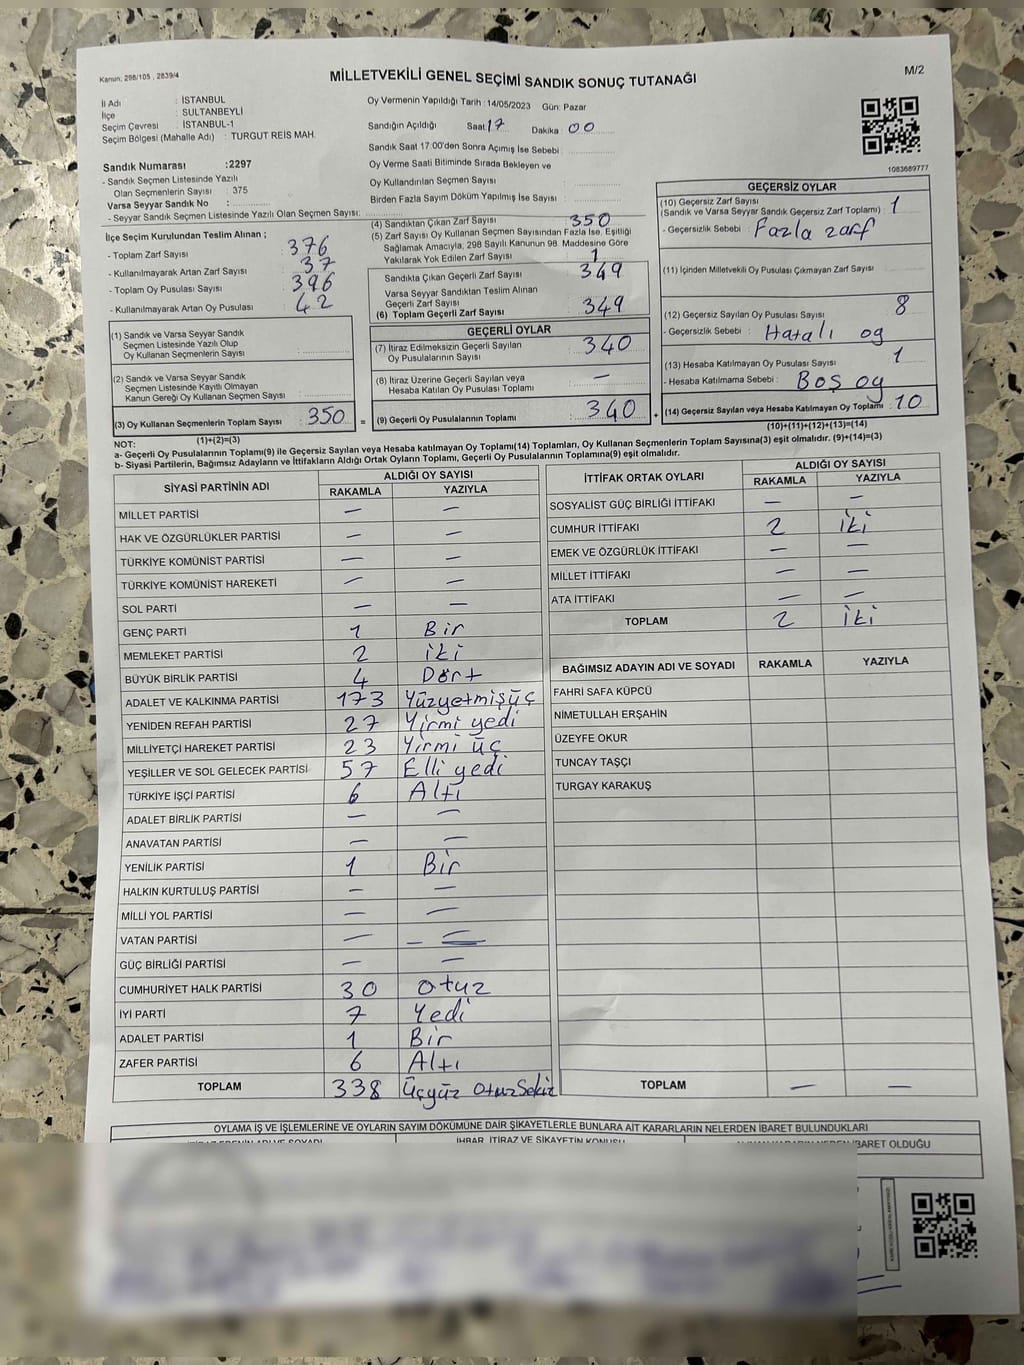 Kanun, 298/105 , 2839/4
MİLLETVEKİLİ GENEL SEÇİMİ SANDIK SONUÇ TUTANAĞI
M/2
İl Adı : İSTANBUL
İlçe : SULTANBEYLİ
Seçim Çevresi : İSTANBUL-1
Seçim Bölgesi (Mahalle Adı) : TURGUT REİS MAH.
Sandık Numarası :2297
- Sandık Seçmen Listesinde Yazılı
Olan Seçmenlerin Sayısı : 375
Varsa Seyyar Sandık No :
- Seyyar Sandık Seçmen Listesinde Yazılı Olan Seçmen Sayısı:
Oy Vermenin Yapıldığı Tarih :14/05/2023 Gün: Pazar
Sandığın Açıldığı Saat 17 Dakika 00
Sandık Saat 17:00'den Sonra Açımış İse Sebebi :
Oy Verme Saati Bitiminde Sırada Bekleyen ve
Oy Kullandırılan Seçmen Sayısı
Birden Fazla Sayım Döküm Yapılmış İse Sayısı :
1083689777
İlçe Seçim Kurulundan Teslim Alınan ;
- Toplam Zarf Sayısı : 376
- Kullanılmayarak Artan Zarf Sayısı : 37
- Toplam Oy Pusulası Sayısı : 396
- Kullanılmayarak Artan Oy Pusulası : 42
(1) Sandık ve Varsa Seyyar Sandık
Seçmen Listesinde Yazılı Olup
Oy Kullanan Seçmenlerin Sayısı :
(2) Sandık ve Varsa Seyyar Sandık
Seçmen Listesinde Kayıtlı Olmayan
Kanun Gereği Oy Kullanan Seçmen Sayısı :
(3) Oy Kullanan Seçmenlerin Toplam Sayısı : 350
(1)+(2)=(3)
(4) Sandıktan Çıkan Zarf Sayısı : 350
(5) Zarf Sayısı Oy Kullanan Seçmen Sayısından Fazla İse, Eşitliği
Sağlamak Amacıyla, 298 Sayılı Kanunun 98. Maddesine Göre
Yakılarak Yok Edilen Zarf Sayısı : 1
Sandıkta Çıkan Geçerli Zarf Sayısı : 349
Varsa Seyyar Sandıktan Teslim Alınan
Geçerli Zarf Sayısı :
(6) Toplam Geçerli Zarf Sayısı : 349
GEÇERLİ OYLAR
(7) İtiraz Edilmeksizin Geçerli Sayılan
Oy Pusulalarının Sayısı : 340
(8) İtiraz Üzerine Geçerli Sayılan veya
Hesaba Katılan Oy Pusulası Toplamı : —
= (9) Geçerli Oy Pusulalarının Toplamı : 340
GEÇERSİZ OYLAR
(10) Geçersiz Zarf Sayısı
(Sandık ve Varsa Seyyar Sandık Geçersiz Zarf Toplamı) : 1
- Geçersizlik Sebebi : Fazla zarf
(11) İçinden Milletvekili Oy Pusulası Çıkmayan Zarf Sayısı :
(12) Geçersiz Sayılan Oy Pusulası Sayısı : 8
- Geçersizlik Sebebi : Hatalı oy
(13) Hesaba Katılmayan Oy Pusulası Sayısı : 1
- Hesaba Katılmama Sebebi : Boş oy
+ (14) Geçersiz Sayılan veya Hesaba Katılmayan Oy Toplamı : 10
(10)+(11)+(12)+(13)=(14)
NOT:
a- Geçerli Oy Pusulalarının Toplamı(9) ile Geçersiz Sayılan veya Hesaba katılmayan Oy Toplamı(14) Toplamları, Oy Kullanan Seçmenlerin Toplam Sayısına(3) eşit olmalıdır. (9)+(14)=(3)
b- Siyasi Partilerin, Bağımsız Adayların ve İttifakların Aldığı Ortak Oyların Toplamı, Geçerli Oy Pusulalarının Toplamına(9) eşit olmalıdır.
SİYASİ PARTİNİN ADI ALDIĞI OY SAYISI
RAKAMLA YAZIYLA
MİLLET PARTİSİ — —
HAK VE ÖZGÜRLÜKLER PARTİSİ — —
TÜRKİYE KOMÜNİST PARTİSİ — —
TÜRKİYE KOMÜNİST HAREKETİ — —
SOL PARTİ — —
GENÇ PARTİ 1 Bir
MEMLEKET PARTİSİ 2 iki
BÜYÜK BİRLİK PARTİSİ 4 Dört
ADALET VE KALKINMA PARTİSİ 173 Yüzyetmişüç
YENİDEN REFAH PARTİSİ 27 Yirmi yedi
MİLLİYETÇİ HAREKET PARTİSİ 23 Yirmi üç
YEŞİLLER VE SOL GELECEK PARTİSİ 57 Elli yedi
TÜRKİYE İŞÇİ PARTİSİ 6 Altı
ADALET BİRLİK PARTİSİ — —
ANAVATAN PARTİSİ — —
YENİLİK PARTİSİ 1 Bir
HALKIN KURTULUŞ PARTİSİ — —
MİLLİ YOL PARTİSİ — —
VATAN PARTİSİ — —
GÜÇ BİRLİĞİ PARTİSİ — —
CUMHURİYET HALK PARTİSİ 30 otuz
İYİ PARTİ 7 Yedi
ADALET PARTİSİ 1 Bir
ZAFER PARTİSİ 6 Altı
TOPLAM 338 Üçyüz OtuzSekiz
İTTİFAK ORTAK OYLARI ALDIĞI OY SAYISI
RAKAMLA YAZIYLA
SOSYALİST GÜÇ BİRLİĞİ İTTİFAKI — —
CUMHUR İTTİFAKI 2 iki
EMEK VE ÖZGÜRLÜK İTTİFAKI — —
MİLLET İTTİFAKI — —
ATA İTTİFAKI — —
TOPLAM 2 iki
BAĞIMSIZ ADAYIN ADI VE SOYADI RAKAMLA YAZIYLA
FAHRİ SAFA KÜPCÜ
NİMETULLAH ERŞAHİN
ÜZEYFE OKUR
TUNCAY TAŞÇI
TURGAY KARAKUŞ
TOPLAM — —
OYLAMA İŞ VE İŞLEMLERİNE VE OYLARIN SAYIM DÖKÜMÜNE DAİR ŞİKAYETLERLE BUNLARA AİT KARARLARIN NELERDEN İBARET BULUNDUKLARI
İHBAR, İTİRAZ VE ŞİKAYETİN KONUSU
İBARET OLDUĞU